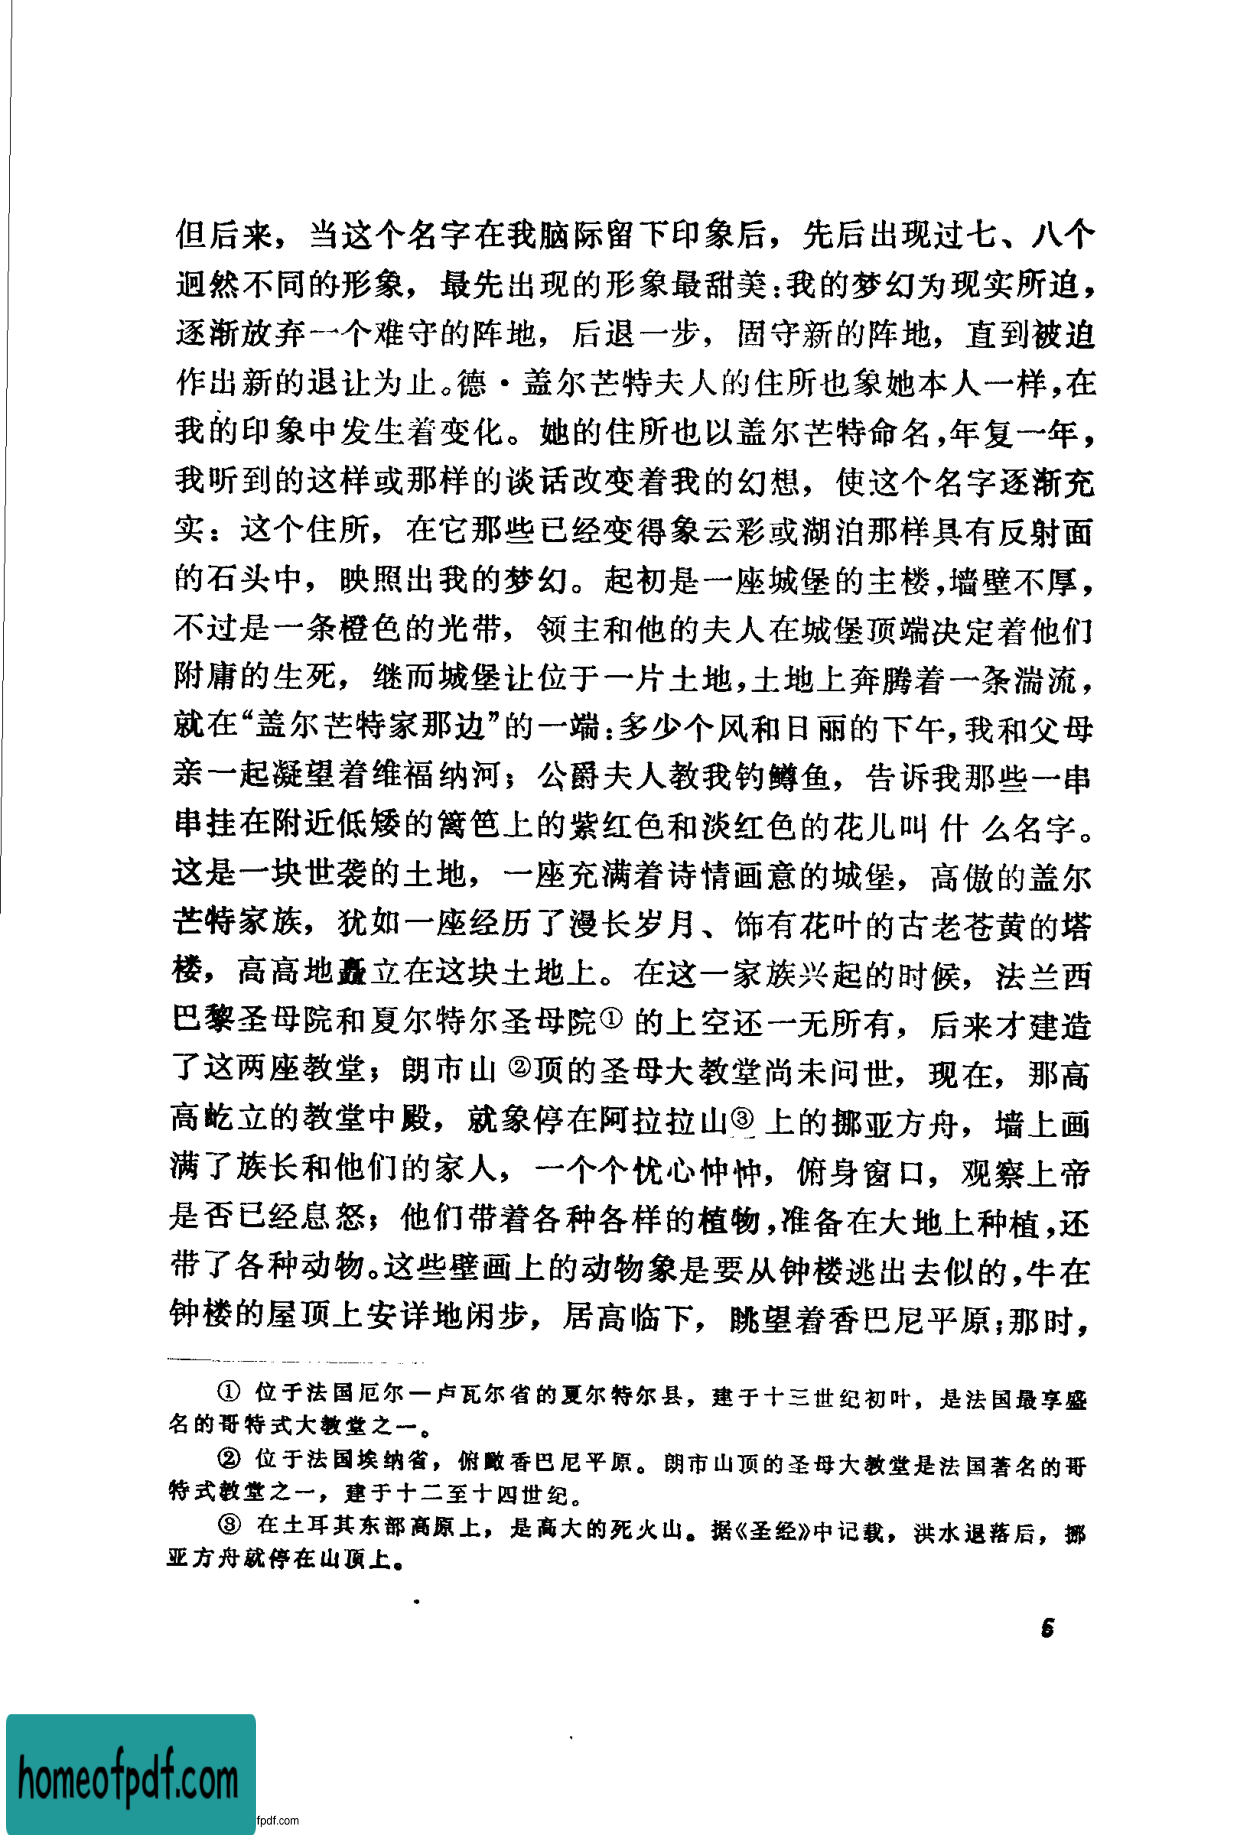 但后来，当这个名字在我脑际留下印象后，先后出现过七、八个
迥然不同的形象，最先出现的形象最甜美：我的梦幻为现实所迫，
逐渐放弃一个难守的阵地，后退一步，固守新的阵地，直到被迫
作出新的退让为止。德·盖尔芒特夫人的住所也象她本人一样，在
我的印象中发生着变化。她的住所也以盖尔芒特命名，年复一年，
我听到的这样或那样的谈话改变着我的幻想，使这个名字逐渐充
实：这个住所，在它那些已经变得象云彩或湖泊那样具有反射面
的石头中，映照出我的梦幻。起初是一座城堡的主楼，墙壁不厚，
不过是一条橙色的光带，领主和他的夫人在城堡顶端决定着他们
附庸的生死，继而城堡让位于一片土地，土地上奔腾着一条湍流，
就在“盖尔芒特家那边”的一端：多少个风和日丽的下午，我和父母
亲一起凝望着维福纳河；公爵夫人教我钓鳟鱼，告诉我那些一串
串挂在附近低矮的篱笆上的紫红色和淡红色的花儿叫什么名字。
这是一块世袭的土地，一座充满着诗情画意的城堡，高傲的盖尔
芒特家族，犹如一座经历了漫长岁月、饰有花叶的古老苍黄的塔
楼，高高地矗立在这块土地上。在这一家族兴起的时候，法兰西
巴黎圣母院和夏尔特尔圣母院①的上空还一无所有，后来才建造
了这两座教堂；朗市山②顶的圣母大教堂尚未问世，现在，那高
高屹立的教堂中殿，就象停在阿拉拉山③上的挪亚方舟，墙上画
满了族长和他们的家人，一个个忧心忡忡，俯身窗口，观察上帝
是否已经息怒；他们带着各种各样的植物，准备在大地上种植，还
带了各种动物。这些壁画上的动物象是要从钟楼逃出去似的，牛在
钟楼的屋顶上安详地闲步，居高临下，眺望着香巴尼平原；那时，
① 位于法国厄尔—卢瓦尔省的夏尔特尔县，建于十三世纪初叶，是法国最享盛
名的哥特式大教堂之一。
② 位于法国埃纳省，俯瞰香巴尼平原。朗市山顶的圣母大教堂是法国著名的哥
特式教堂之一，建于十二至十四世纪。
③ 在土耳其东部高原上，是高大的死火山。据《圣经》中记载，洪水退落后，挪
亚方舟就停在山顶上。
homeofpdf.com
fpdf.com